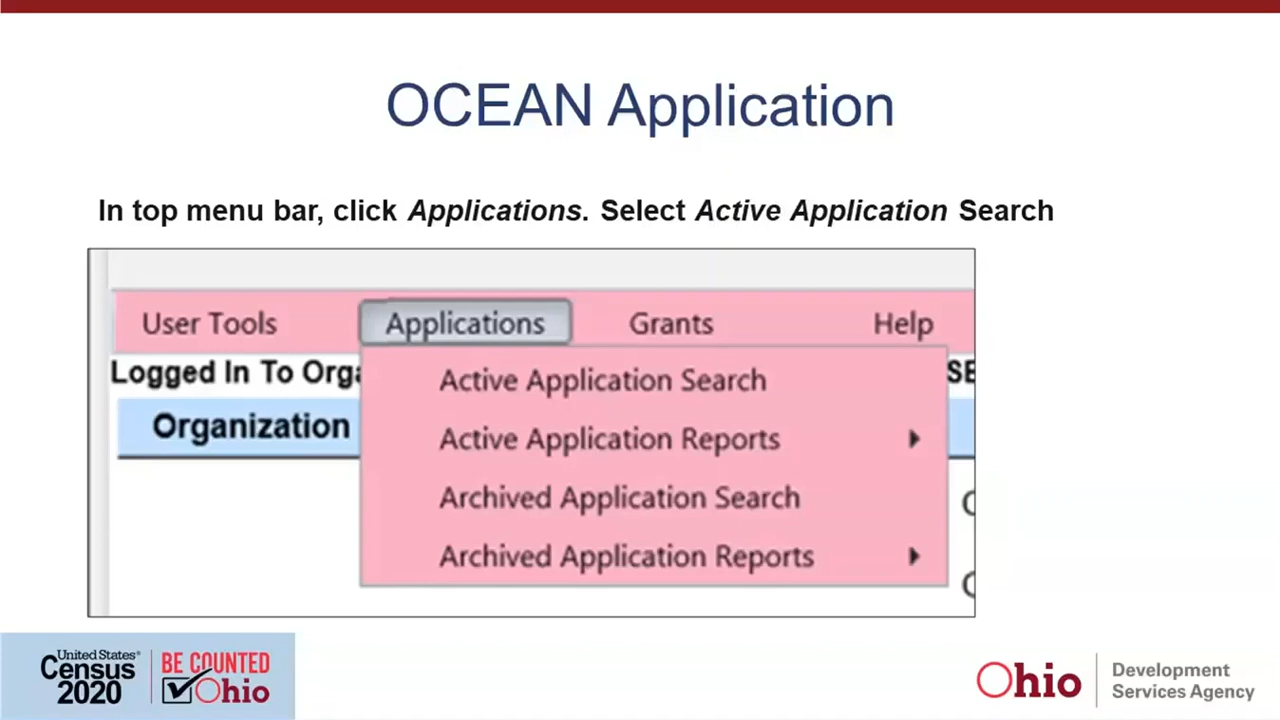 OCEAN Application
In top menu bar, click Applications. Select Active Application Search
User Tools Applications Grants Help
Logged In To Orga
Active Application Search
Organization
Active Application Reports
Archived Application Search
Archived Application Reports
United States®
Census
2020
BE COUNTED
Ohio
Ohio
Development
Services Agency